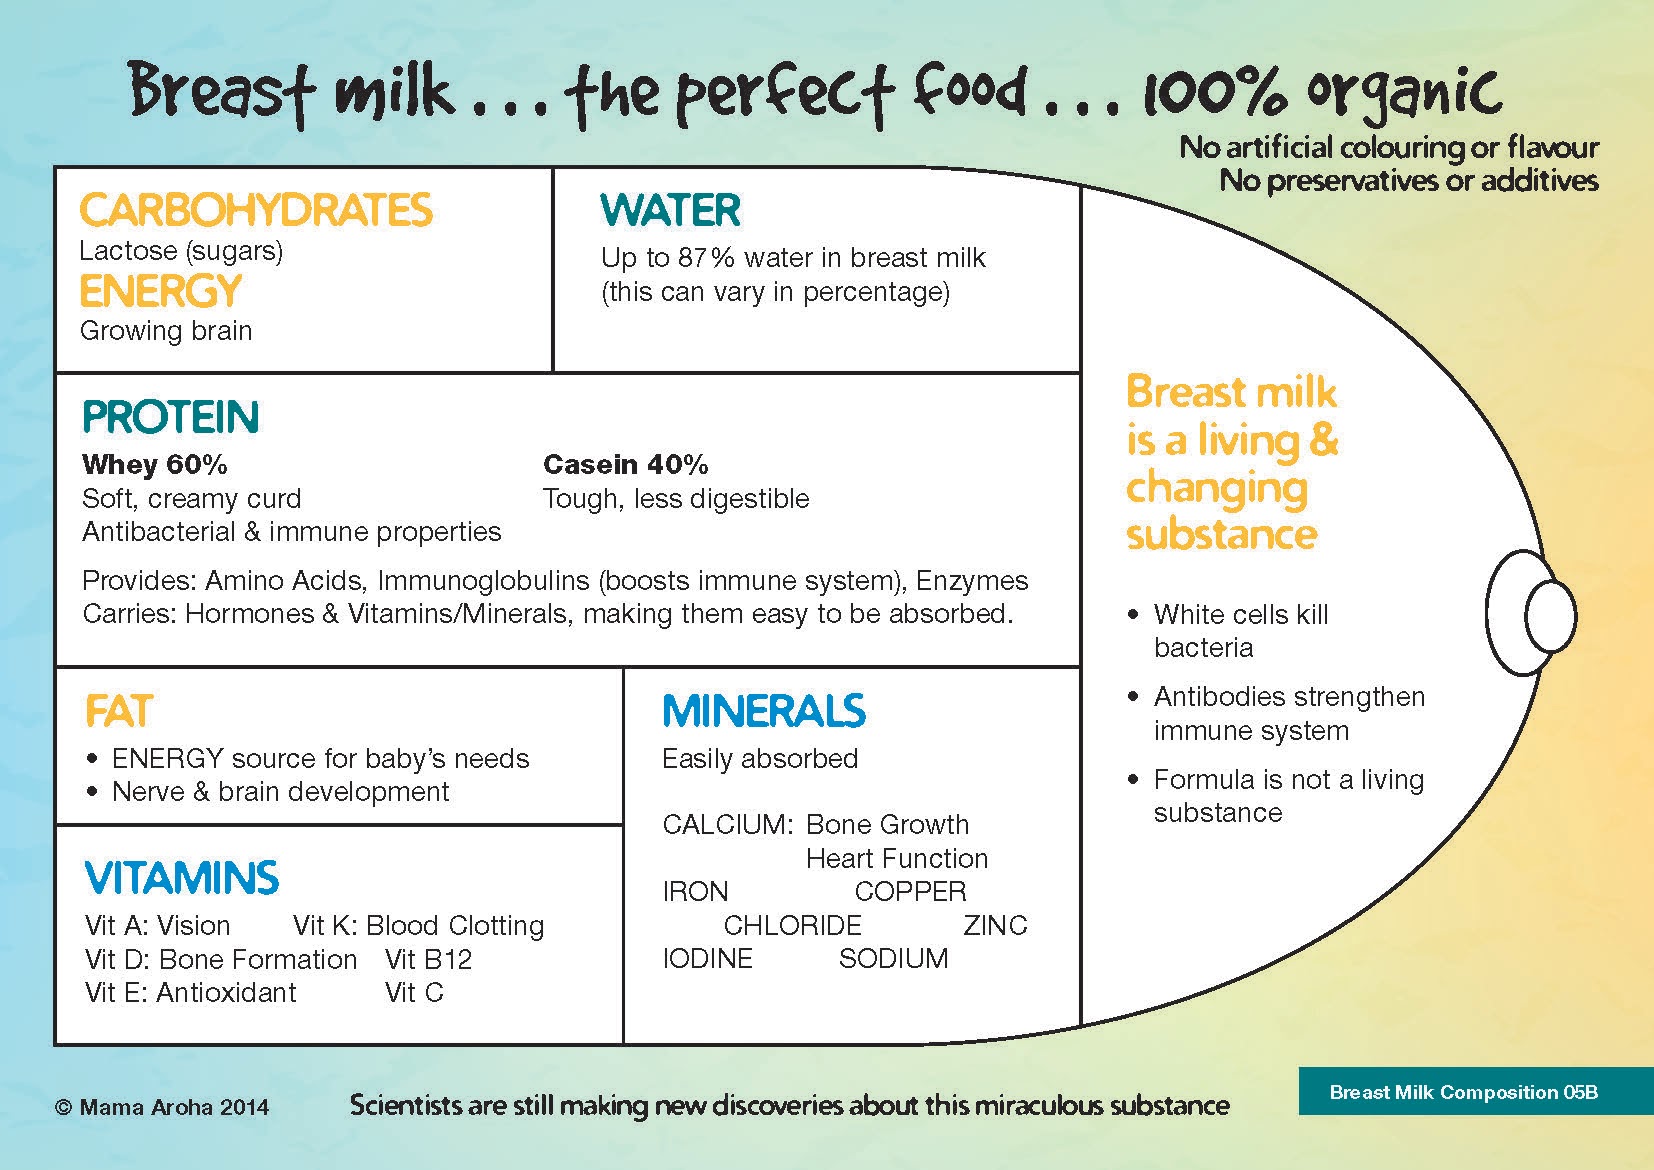 Breast milk . . . the perfect food . . . 100% organic
No artificial colouring or flavour
No preservatives or additives
CARBOHYDRATES
Lactose (sugars)
ENERGY
Growing brain
WATER
Up to 87% water in breast milk
(this can vary in percentage)
PROTEIN
Whey 60%
Soft, creamy curd
Antibacterial & immune properties
Casein 40%
Tough, less digestible
Provides: Amino Acids, Immunoglobulins (boosts immune system), Enzymes
Carries: Hormones & Vitamins/Minerals, making them easy to be absorbed.
FAT
• ENERGY source for baby’s needs
• Nerve & brain development
VITAMINS
Vit A: Vision Vit K: Blood Clotting
Vit D: Bone Formation Vit B12
Vit E: Antioxidant Vit C
MINERALS
Easily absorbed
CALCIUM: Bone Growth
Heart Function
IRON COPPER
CHLORIDE ZINC
IODINE SODIUM
Breast milk
is a living &
changing
substance
• White cells kill
bacteria
• Antibodies strengthen
immune system
• Formula is not a living
substance
© Mama Aroha 2014
Scientists are still making new discoveries about this miraculous substance
Breast Milk Composition 05B